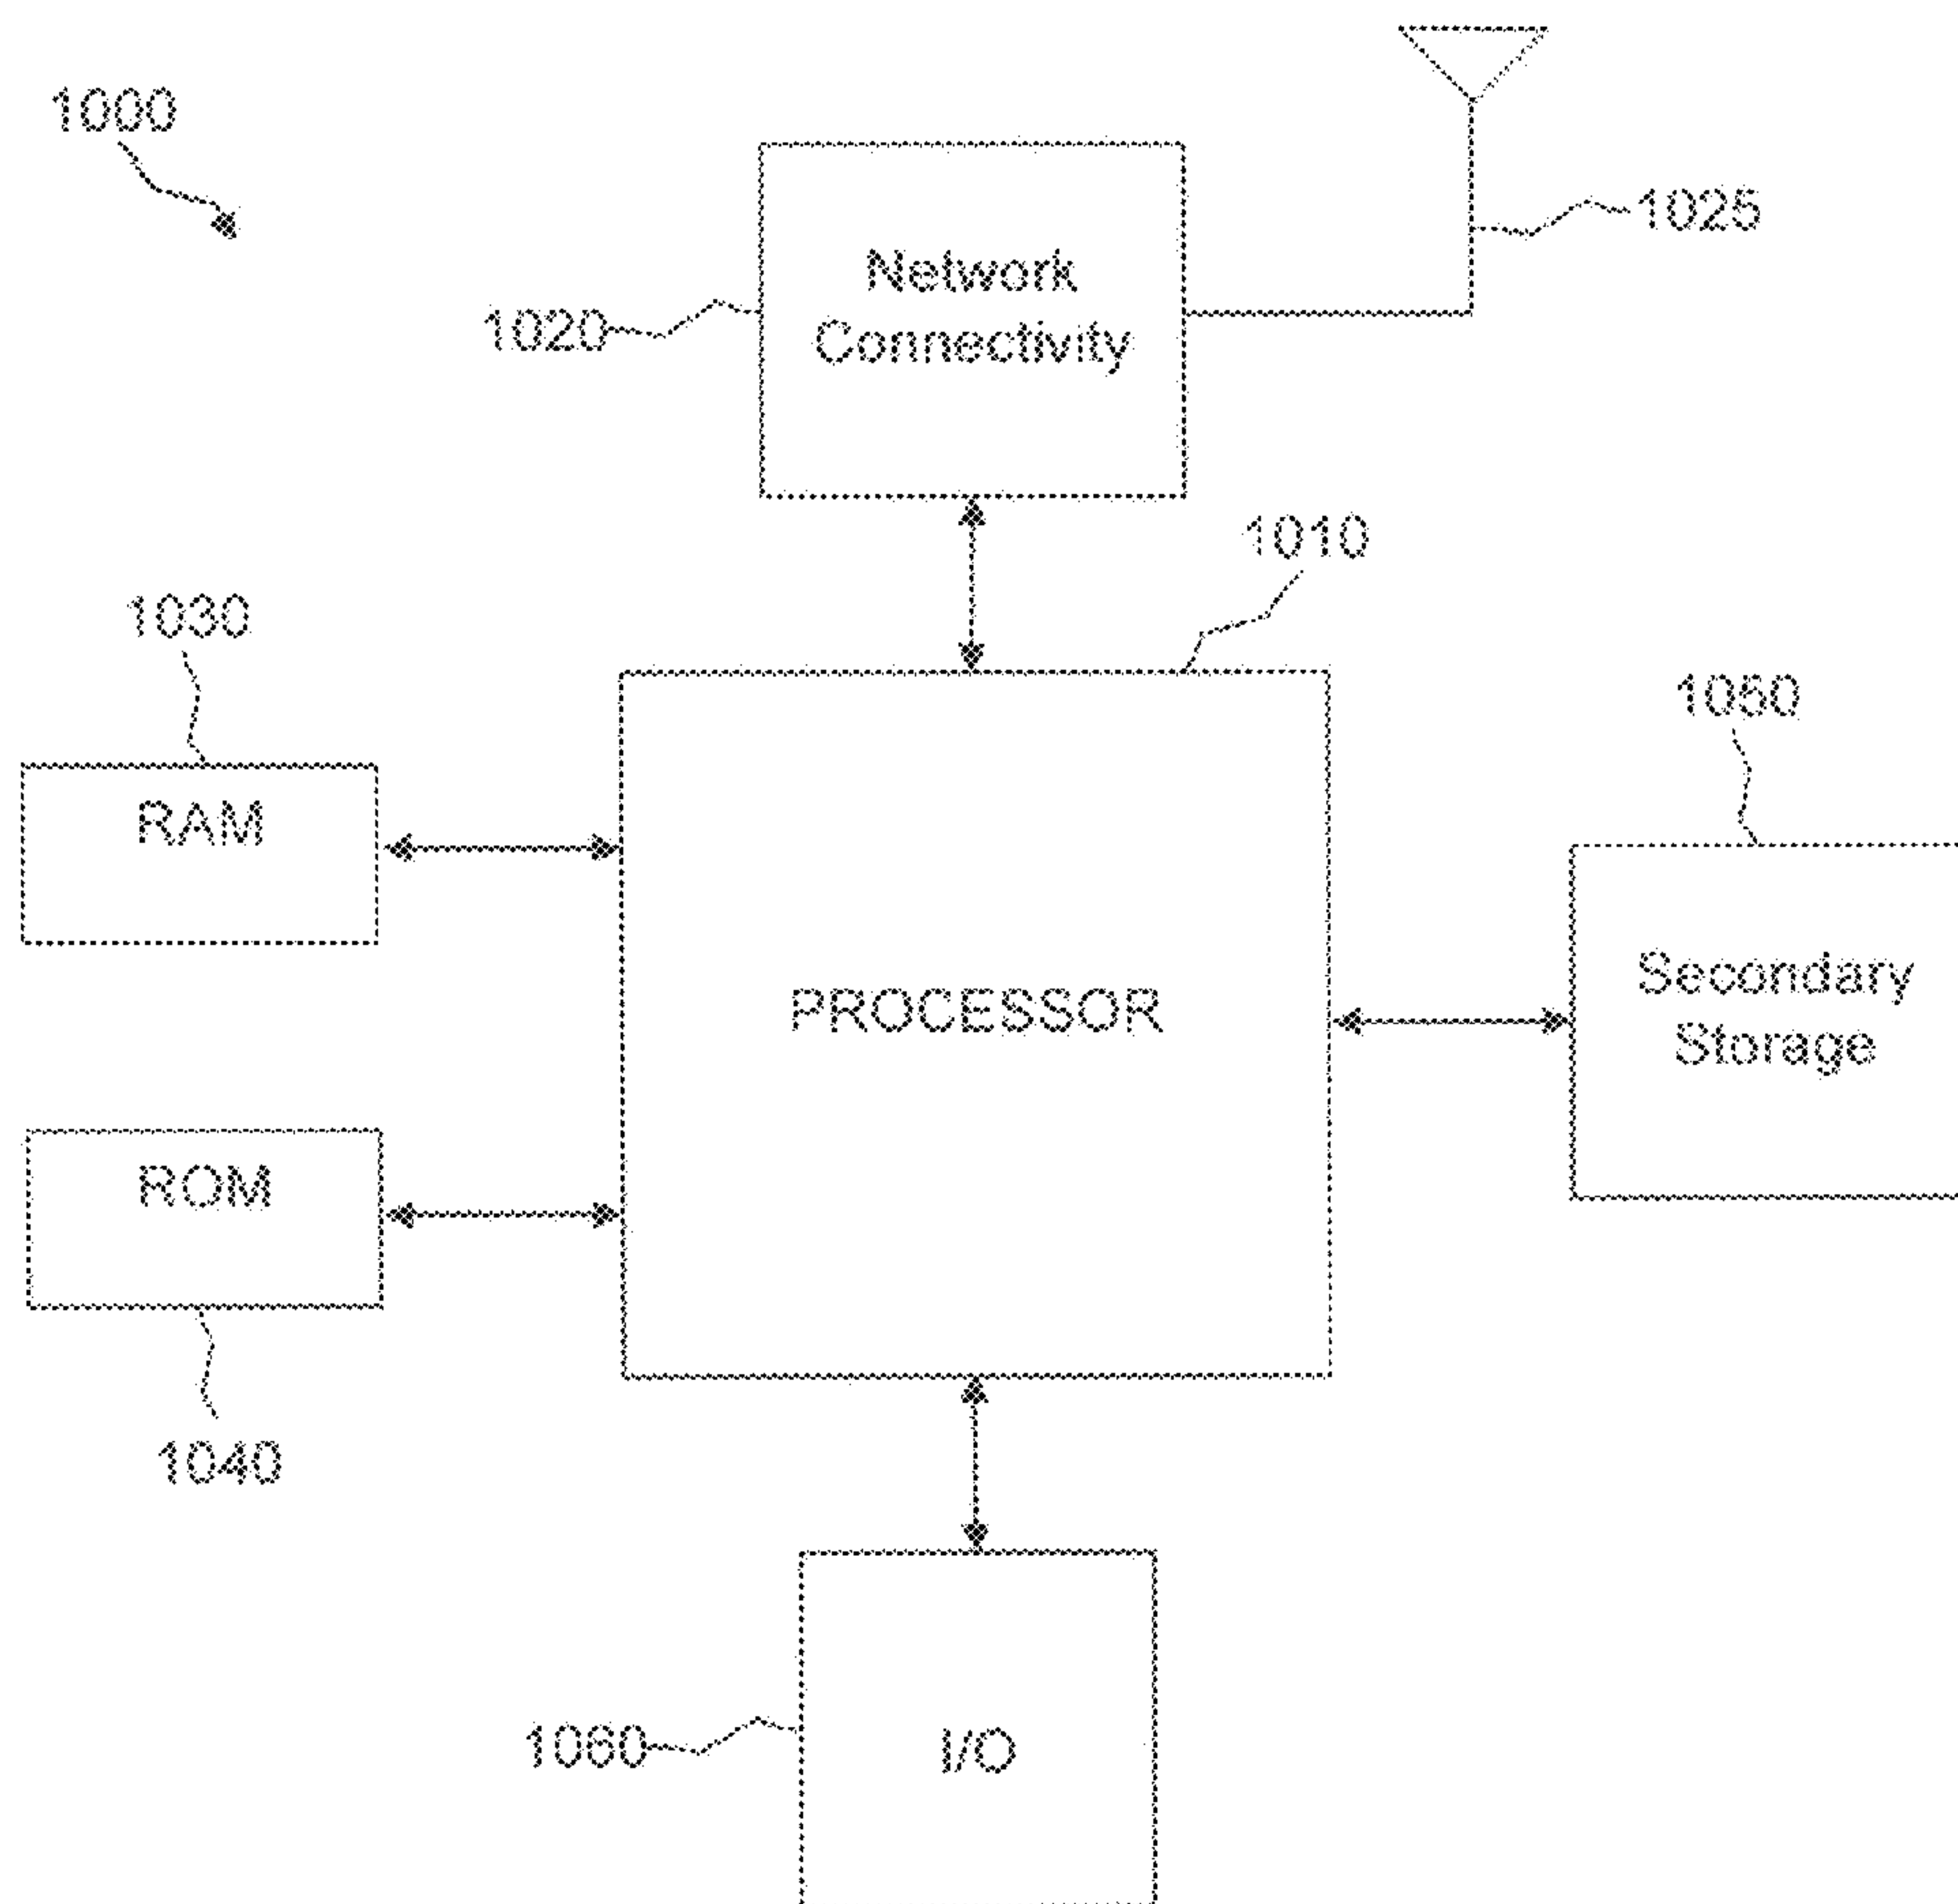 1000
1025
Network
Connectivity
1020
1010
1030
1050
RAM
Secondary
Storage
PROCESSOR
ROM
1040
1060
I/O